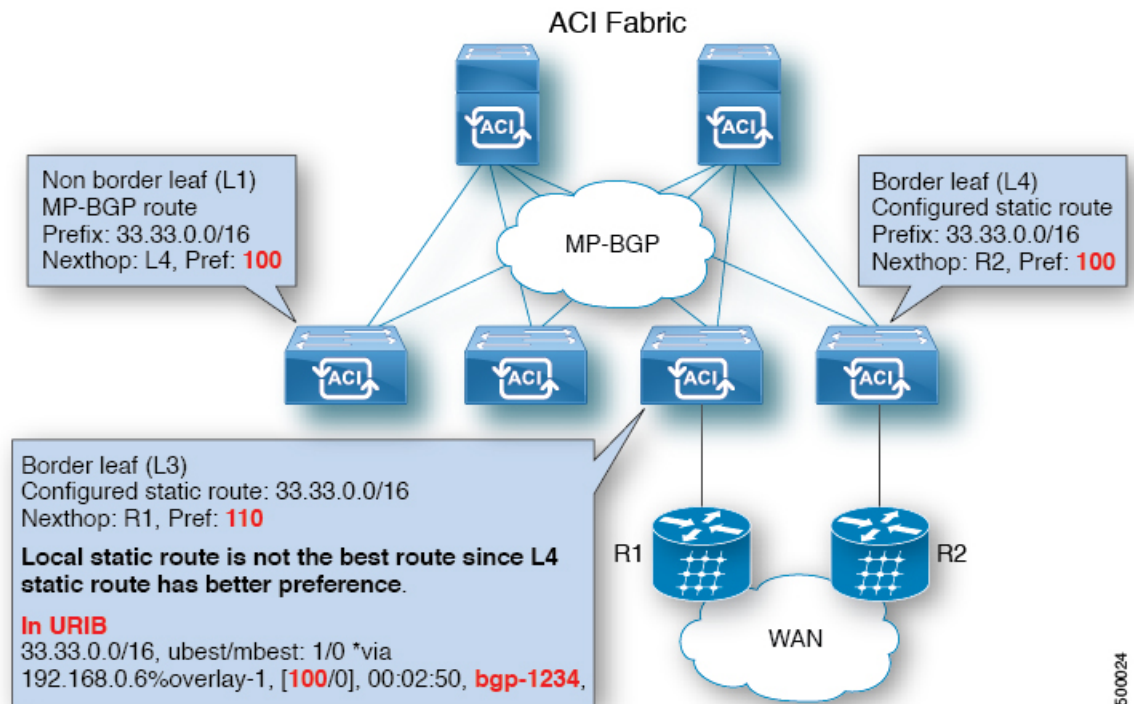 ACI Fabric
ACI
ACI
Non border leaf (L1)
MP-BGP route
Prefix: 33.33.0.0/16
Nexthop: L4, Pref: 100
MP-BGP
Border leaf (L4)
Configured static route
Prefix: 33.33.0.0/16
Nexthop: R2, Pref: 100
ACI
ACI
ACI
ACI
Border leaf (L3)
Configured static route: 33.33.0.0/16
Nexthop: R1, Pref: 110
Local static route is not the best route since L4
static route has better preference.
In URIB
33.33.0.0/16, ubest/mbest: 1/0 *via
192.168.0.6%overlay-1, [100/0], 00:02:50, bgp-1234,
R1
R2
WAN
500024